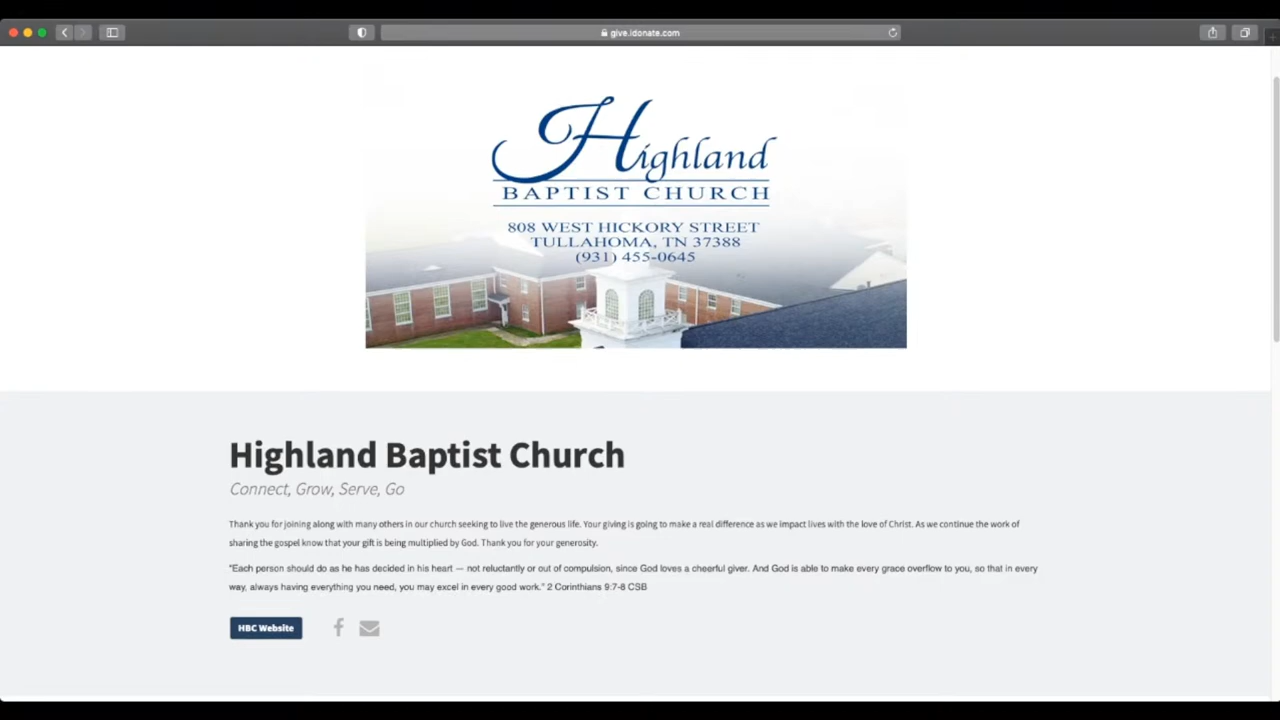 give.idonate.com
Highland
BAPTIST CHURCH
808 WEST HICKORY STREET
TULLAHOMA, TN 37388
(931) 455-0645
Highland Baptist Church
Connect, Grow, Serve, Go
Thank you for joining along with many others in our church seeking to live the generous life. Your giving is going to make a real difference as we impact lives with the love of Christ. As we continue the work of
sharing the gospel know that your gift is being multiplied by God. Thank you for your generosity.
"Each person should do as he has decided in his heart — not reluctantly or out of compulsion, since God loves a cheerful giver. And God is able to make every grace overflow to you, so that in every
way, always having everything you need, you may excel in every good work." 2 Corinthians 9:7-8 CSB
HBC Website